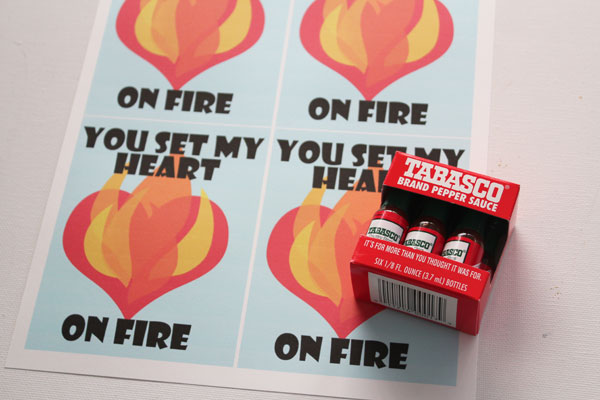 ON FIRE
ON FIRE
YOU SET MY
HEART
ON FIRE
YOU SET MY
ON FIRE
TABASCO®
BRAND PEPPER SAUCE
TABASCO
TABASCO
TABASCO
IT'S FOR MORE THAN YOU THOUGHT IT WAS FOR.
SIX 1/8 FL. OUNCE (3.7 mL) BOTTLES